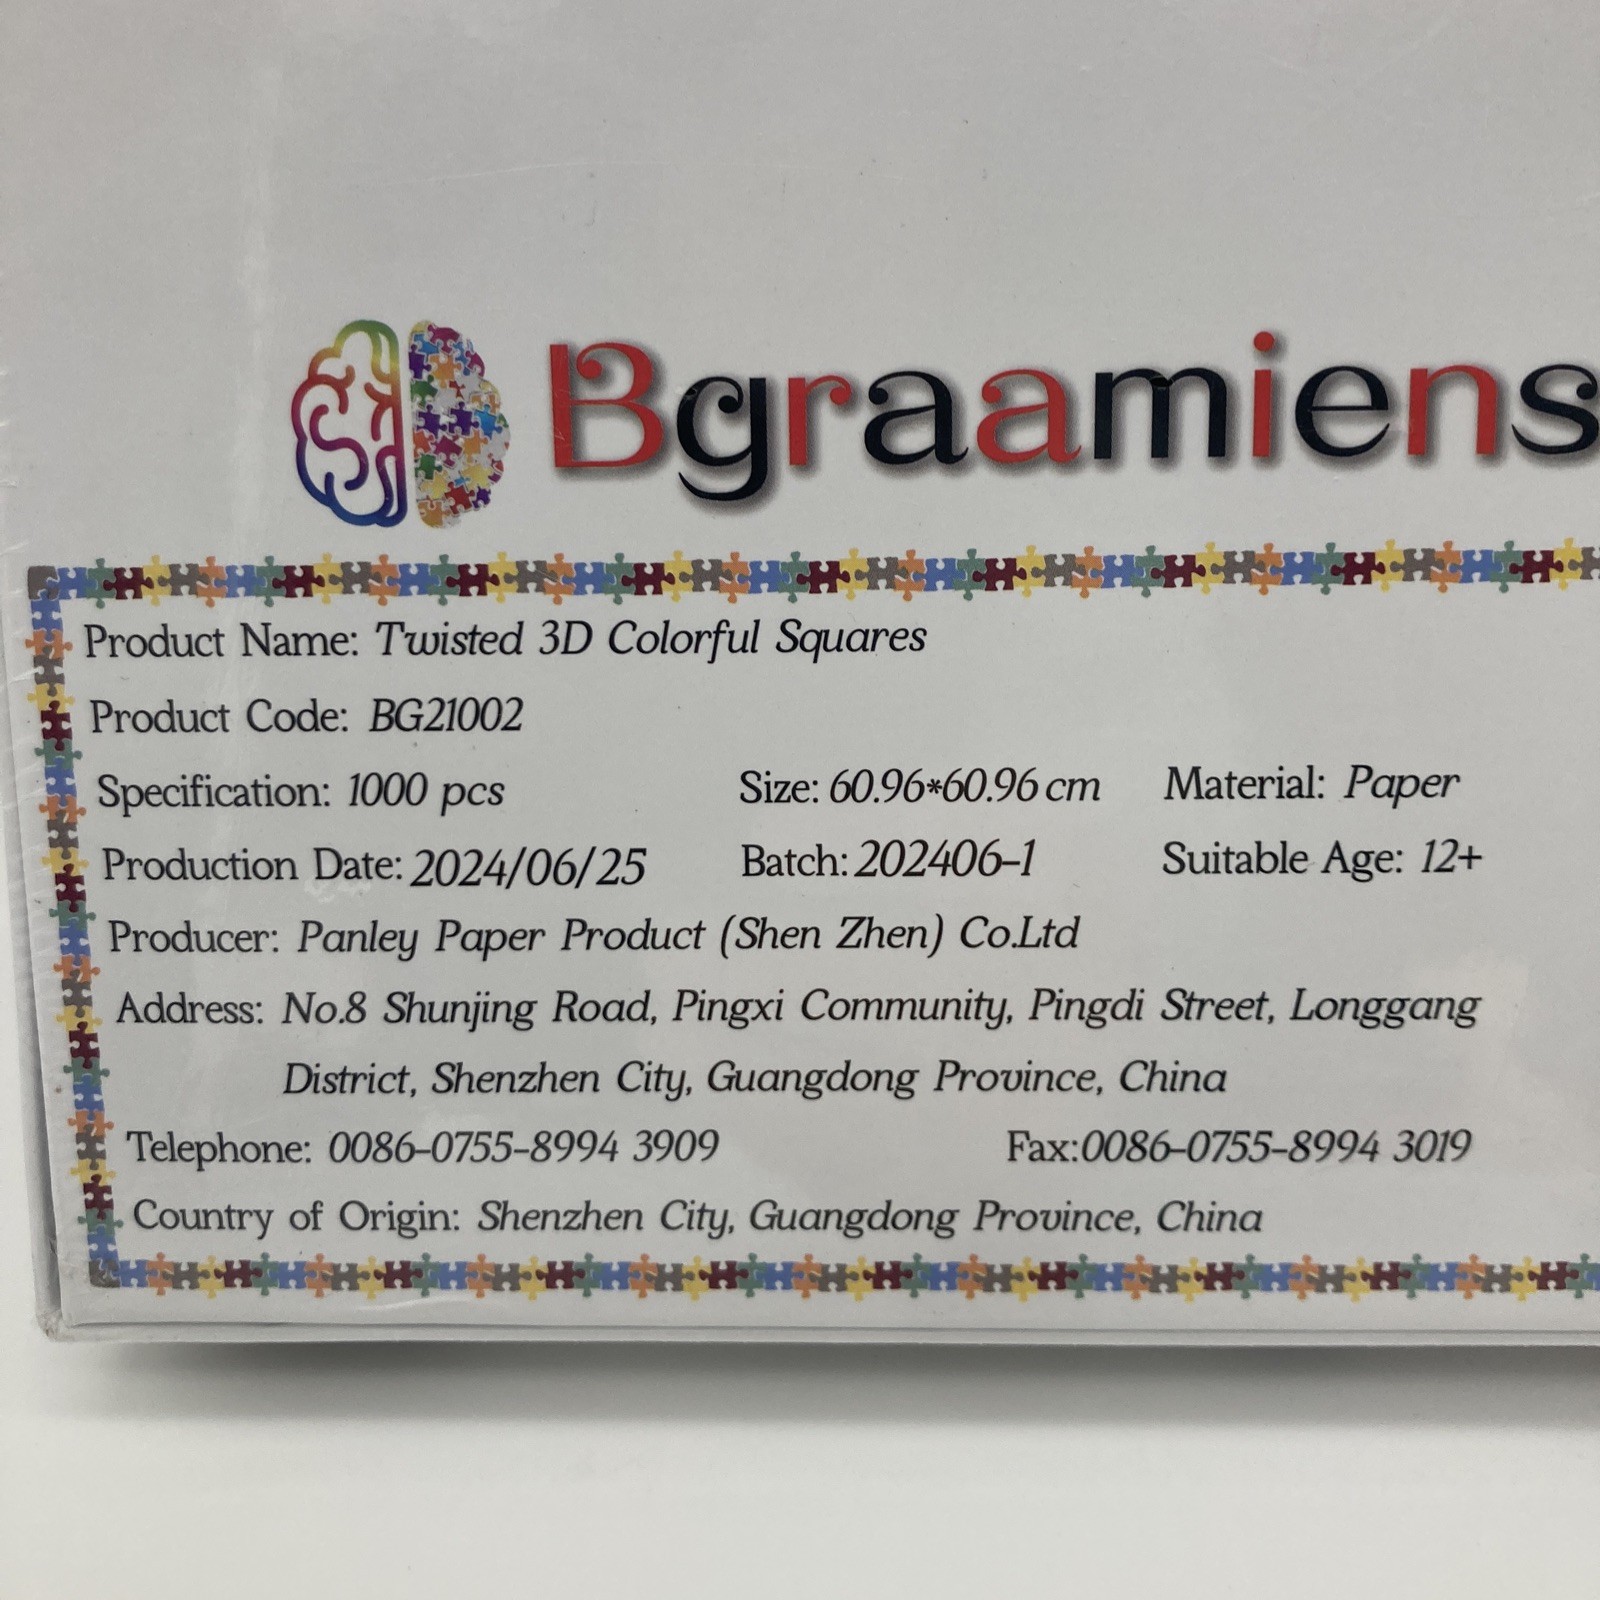 Bgraamiens
Product Name: Twisted 3D Colorful Squares
Product Code: BG21002
Specification: 1000 pcs Size: 60.96*60.96 cm Material: Paper
Production Date: 2024/06/25 Batch: 202406-1 Suitable Age: 12+
Producer: Panley Paper Product (Shen Zhen) Co.Ltd
Address: No.8 Shunjing Road, Pingxi Community, Pingdi Street, Longgang
District, Shenzhen City, Guangdong Province, China
Telephone: 0086-0755-8994 3909 Fax:0086-0755-8994 3019
Country of Origin: Shenzhen City, Guangdong Province, China